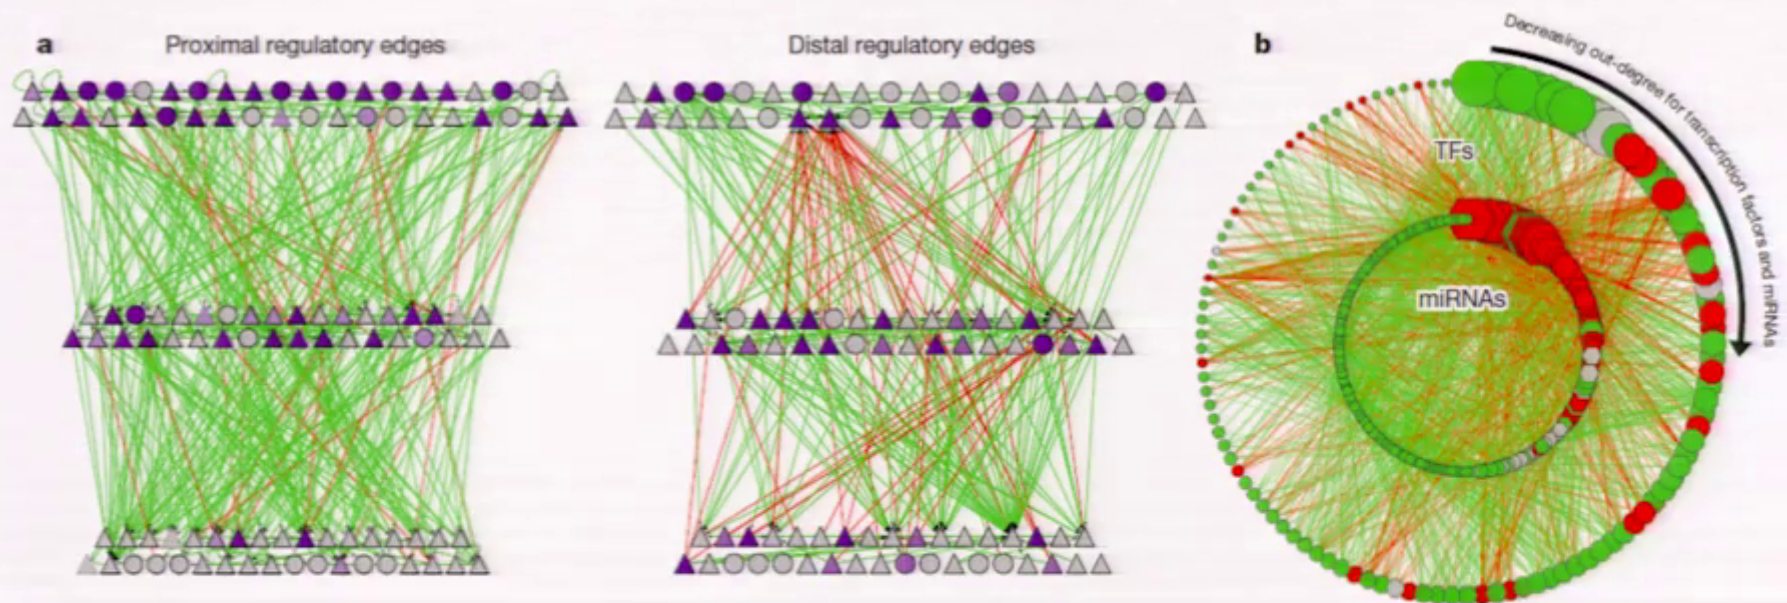 a
Proximal regulatory edges
Distal regulatory edges
b
Decreasing out-degree for transcription factors and miRNAs
TFs
miRNAs